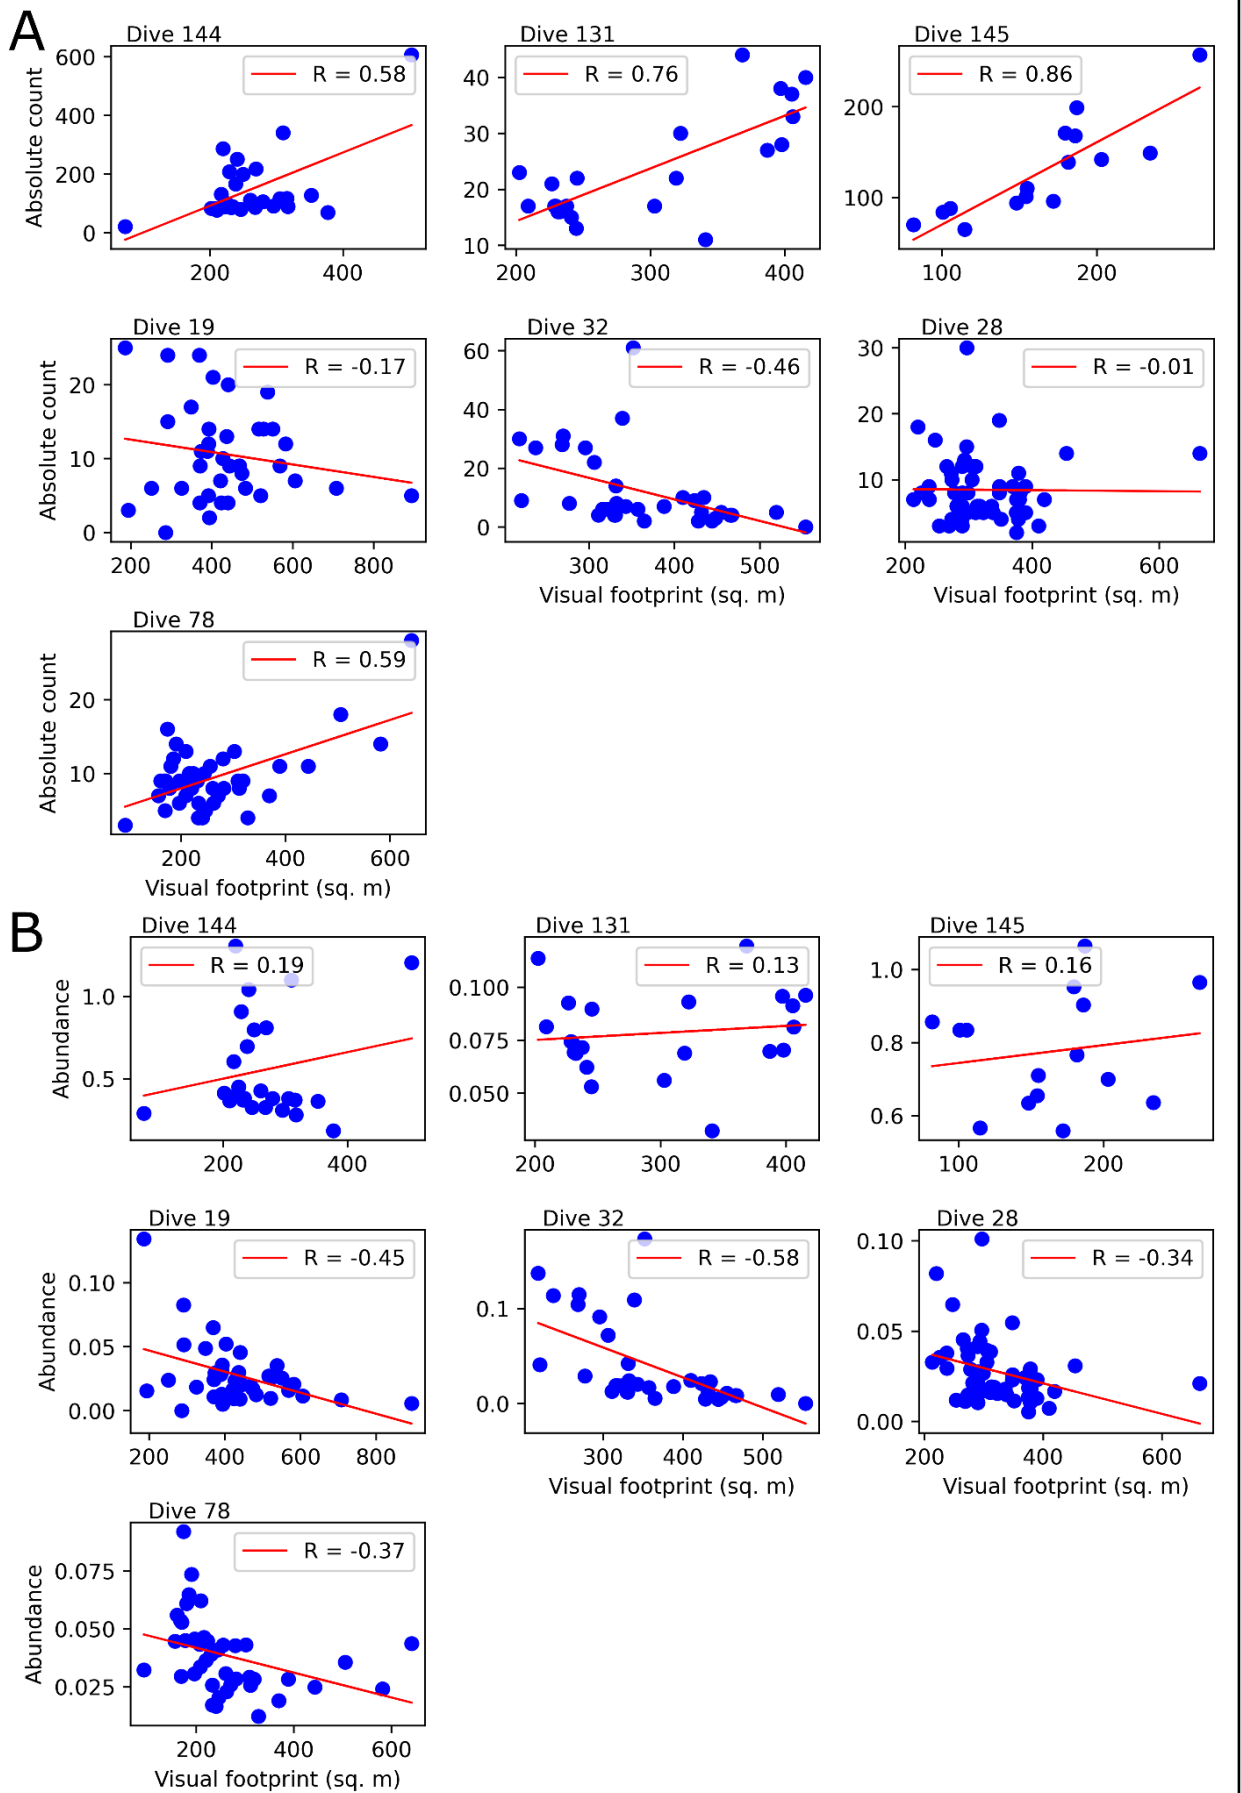 A
Dive 144
Dive 131
Dive 145
Absolute count
600
400
200
0
R = 0.58
200 400
40
30
20
10
R = 0.76
200 300 400
200
100
R = 0.86
100 200
Dive 19
Dive 32
Dive 28
Absolute count
20
10
0
R = -0.17
200 400 600 800
60
40
20
0
R = -0.46
300 400 500
Visual footprint (sq. m)
30
20
10
R = -0.01
200 400 600
Visual footprint (sq. m)
Dive 78
Absolute count
20
10
R = 0.59
200 400 600
Visual footprint (sq. m)
B
Dive 144
Dive 131
Dive 145
Abundance
1.0
0.5
R = 0.19
200 400
0.100
0.075
0.050
R = 0.13
200 300 400
1.0
0.8
0.6
R = 0.16
100 200
Dive 19
Dive 32
Dive 28
Abundance
0.10
0.05
0.00
R = -0.45
200 400 600 800
0.1
0.0
R = -0.58
300 400 500
Visual footprint (sq. m)
0.10
0.05
0.00
R = -0.34
200 400 600
Visual footprint (sq. m)
Dive 78
Abundance
0.075
0.050
0.025
R = -0.37
200 400 600
Visual footprint (sq. m)